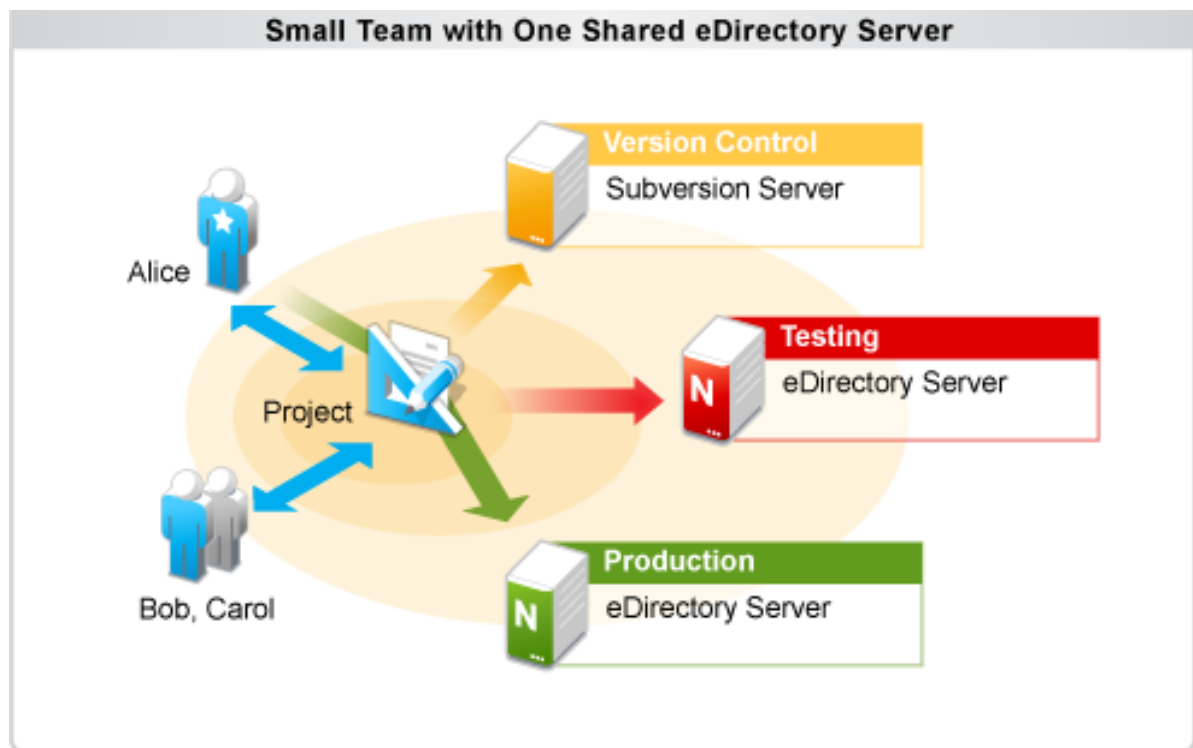 Small Team with One Shared eDirectory Server
Version Control
Subversion Server
Alice
Testing
N
eDirectory Server
Project
Production
N
eDirectory Server
Bob, Carol